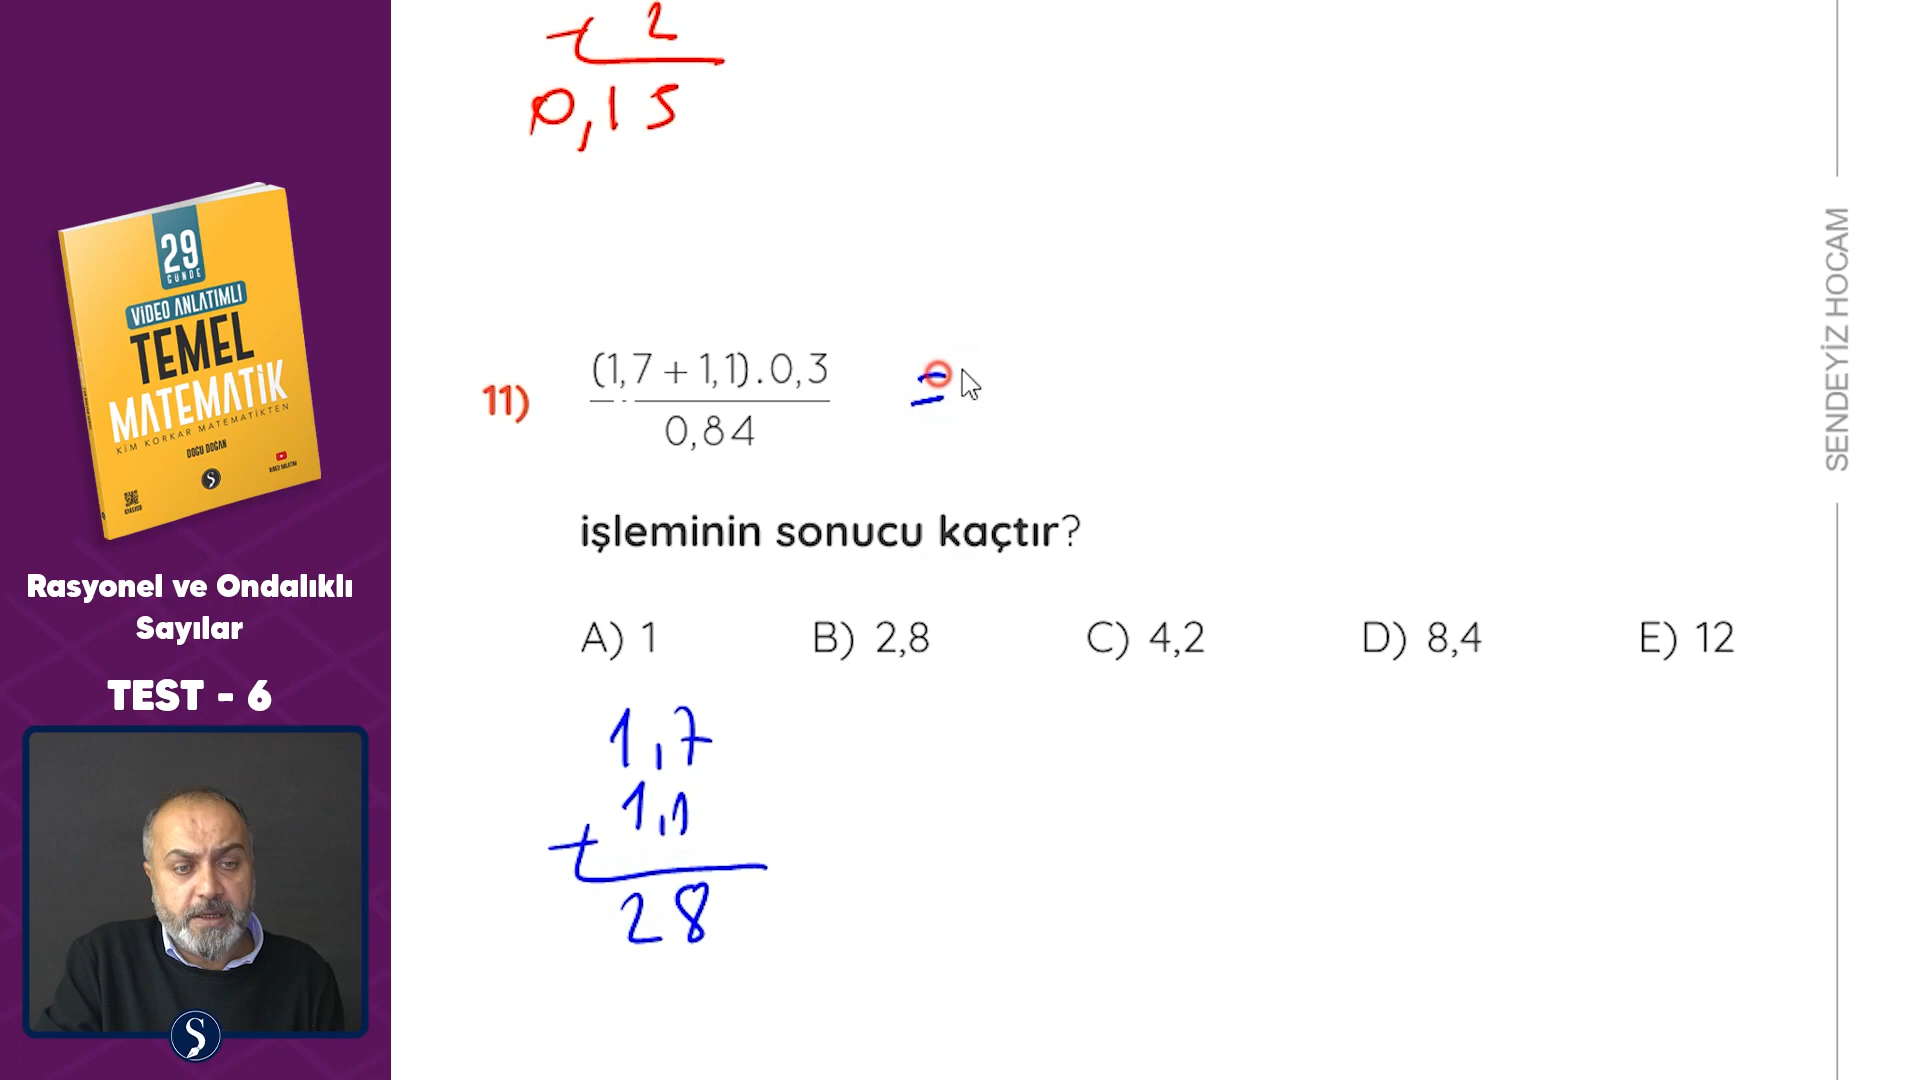 2
0,15
29
GÜNDE
VİDEO ANLATIMLI
TEMEL
MATEMATİK
KİM KORKAR MATEMATİKTEN
DOĞU DOĞAN
Rasyonel ve Ondalıklı
Sayılar
TEST - 6
11) (1,7 + 1,1).0,3 =
0,84
işleminin sonucu kaçtır?
A) 1 B) 2,8 C) 4,2 D) 8,4 E) 12
1,7
1,1
+
28
SENDEYİZ HOCAM